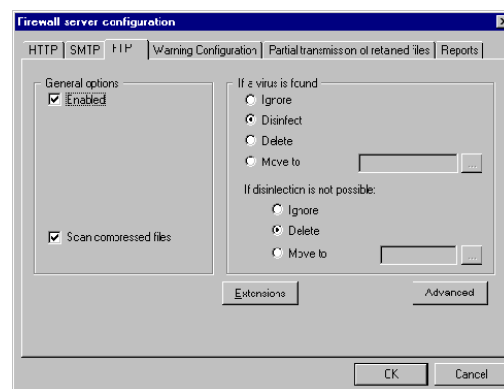 Firewall server configuration
HTTP SMTP FTP Warning Configuration Partial transmission of retained files Reports
General options
Enabled
Scan compressed files
If a virus is found
Ignore
Disinfect
Delete
Move to
...
If disinfection is not possible:
Ignore
Delete
Move to
...
Extensions
Advanced
OK
Cancel